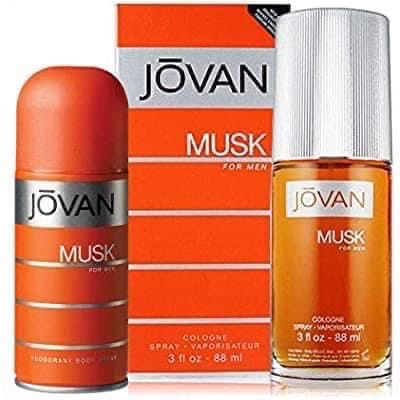 JŌVAN
MUSK
FOR MEN
DEODORANT BODY SPRAY
JŌVAN
MUSK
FOR MEN
COLOGNE
SPRAY - VAPORISATEUR
3 fl oz - 88 ml
JŌVAN
MUSK
FOR MEN
COLOGNE
SPRAY - VAPORISATEUR
3 fl oz - 88 ml